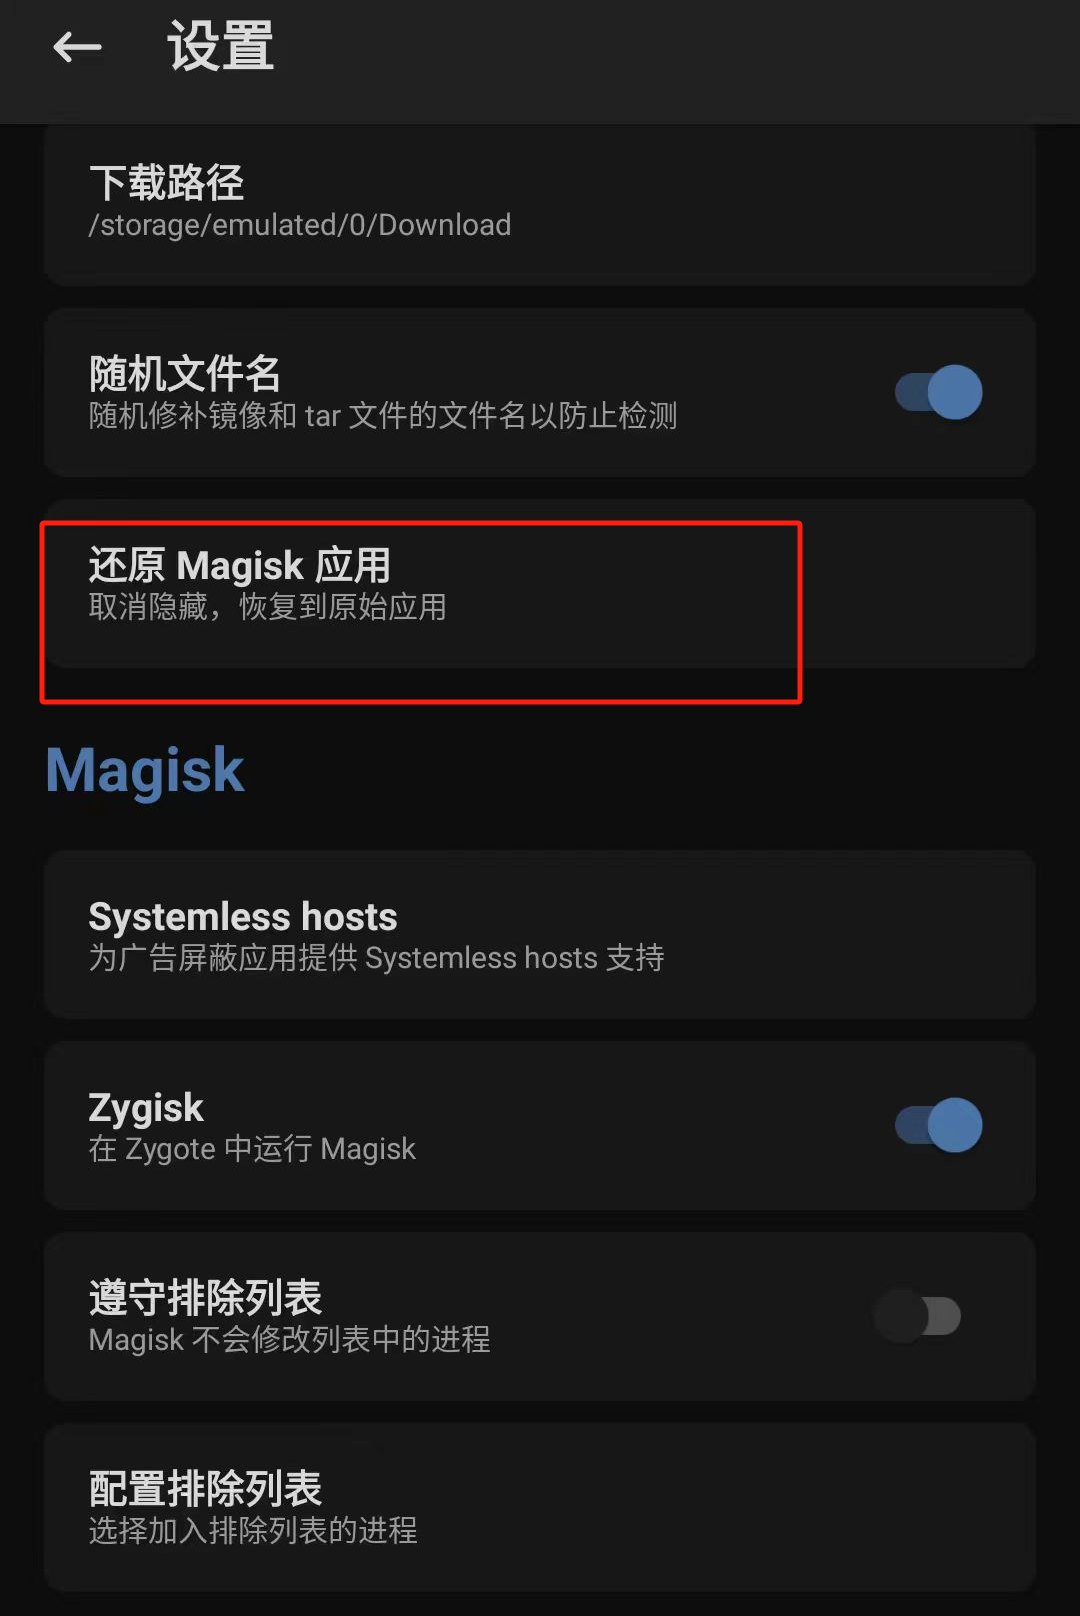 设置
下载路径
/storage/emulated/0/Download
随机文件名
随机修补镜像和 tar 文件的文件名以防止检测
还原 Magisk 应用
取消隐藏，恢复到原始应用
Magisk
Systemless hosts
为广告屏蔽应用提供 Systemless hosts 支持
Zygisk
在 Zygote 中运行 Magisk
遵守排除列表
Magisk 不会修改列表中的进程
配置排除列表
选择加入排除列表的进程